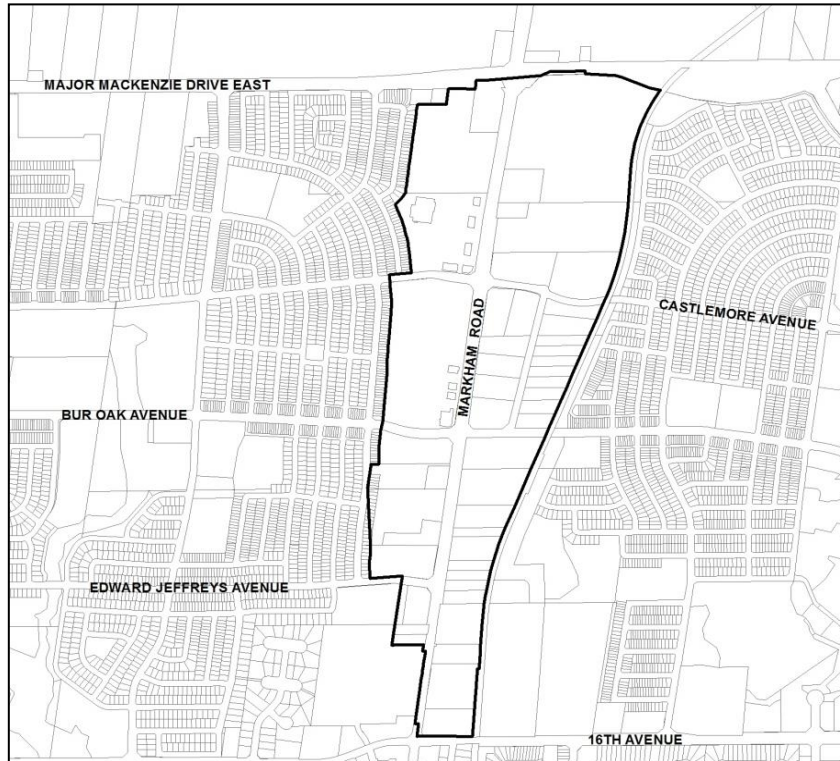 MAJOR MACKENZIE DRIVE EAST
CASTLEMORE AVENUE
MARKHAM ROAD
BUR OAK AVENUE
EDWARD JEFFREYS AVENUE
16TH AVENUE